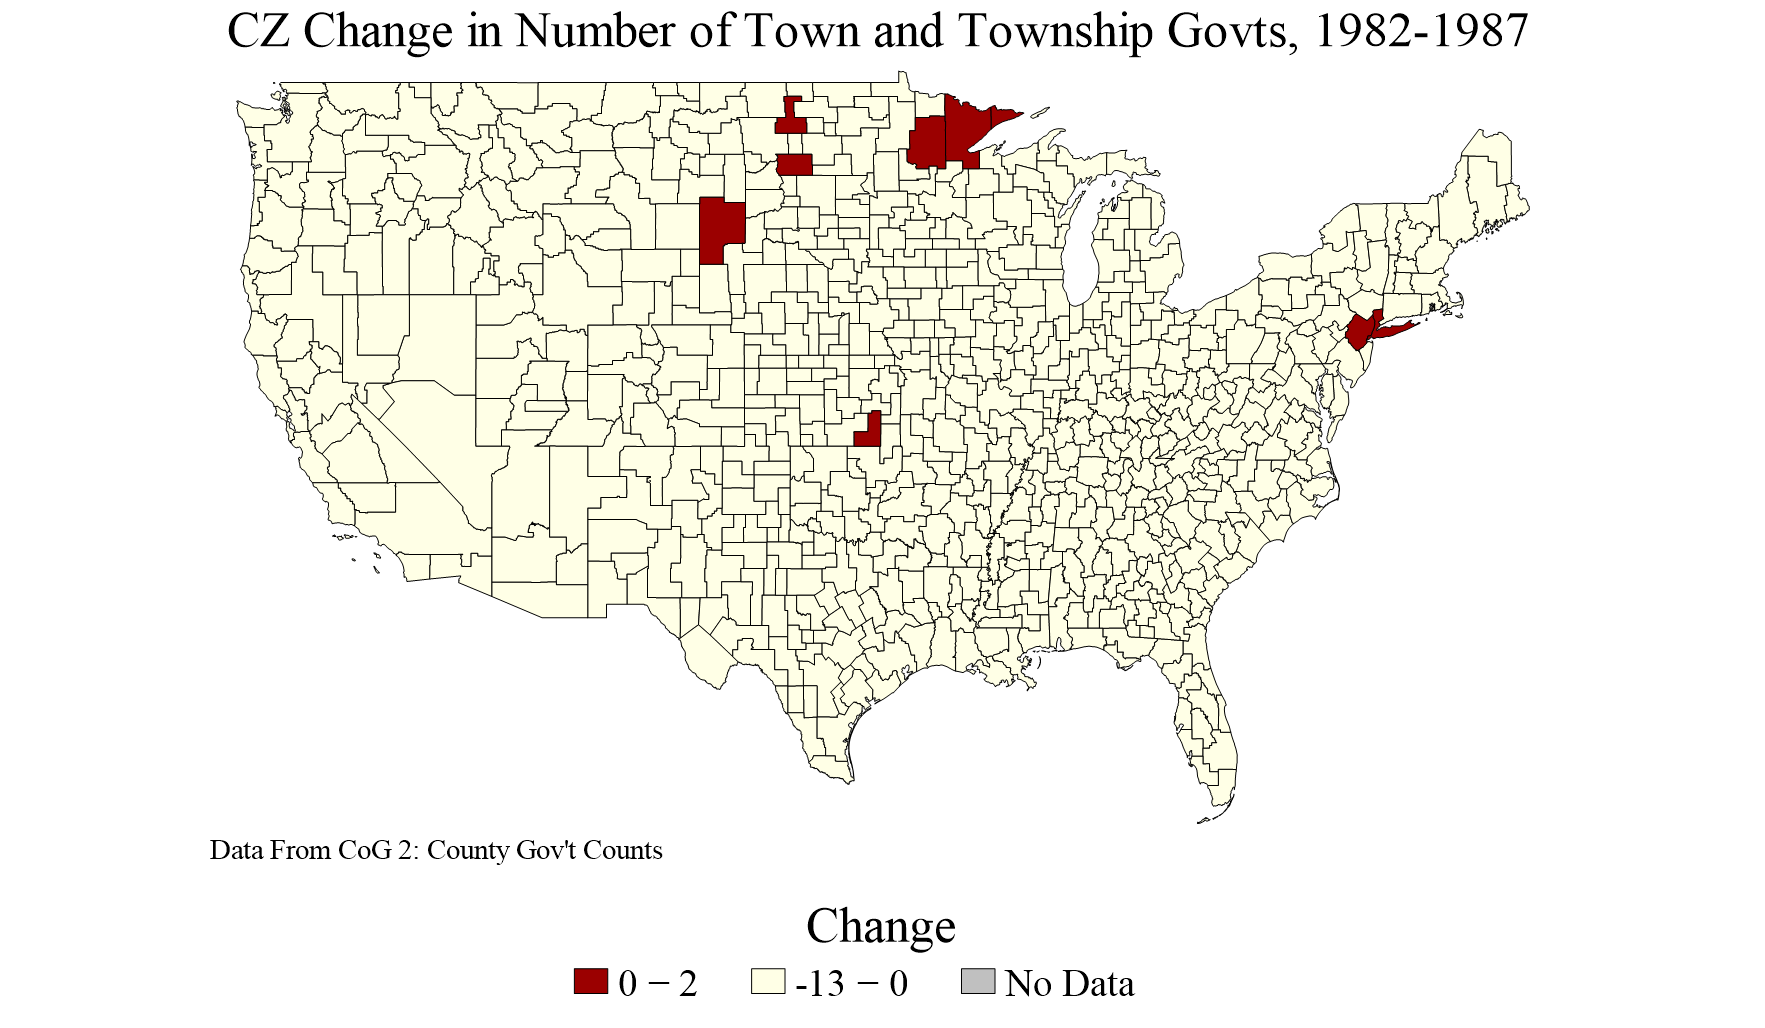 CZ Change in Number of Town and Township Govts, 1982-1987
Data From CoG 2: County Gov't Counts
Change
0 − 2
-13 − 0
No Data